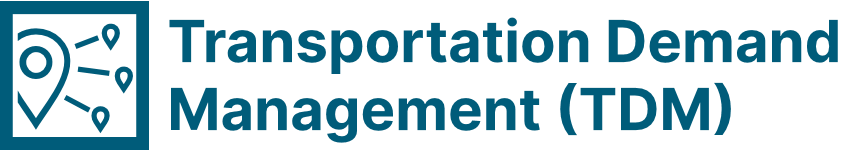 Transportation Demand
Management (TDM)